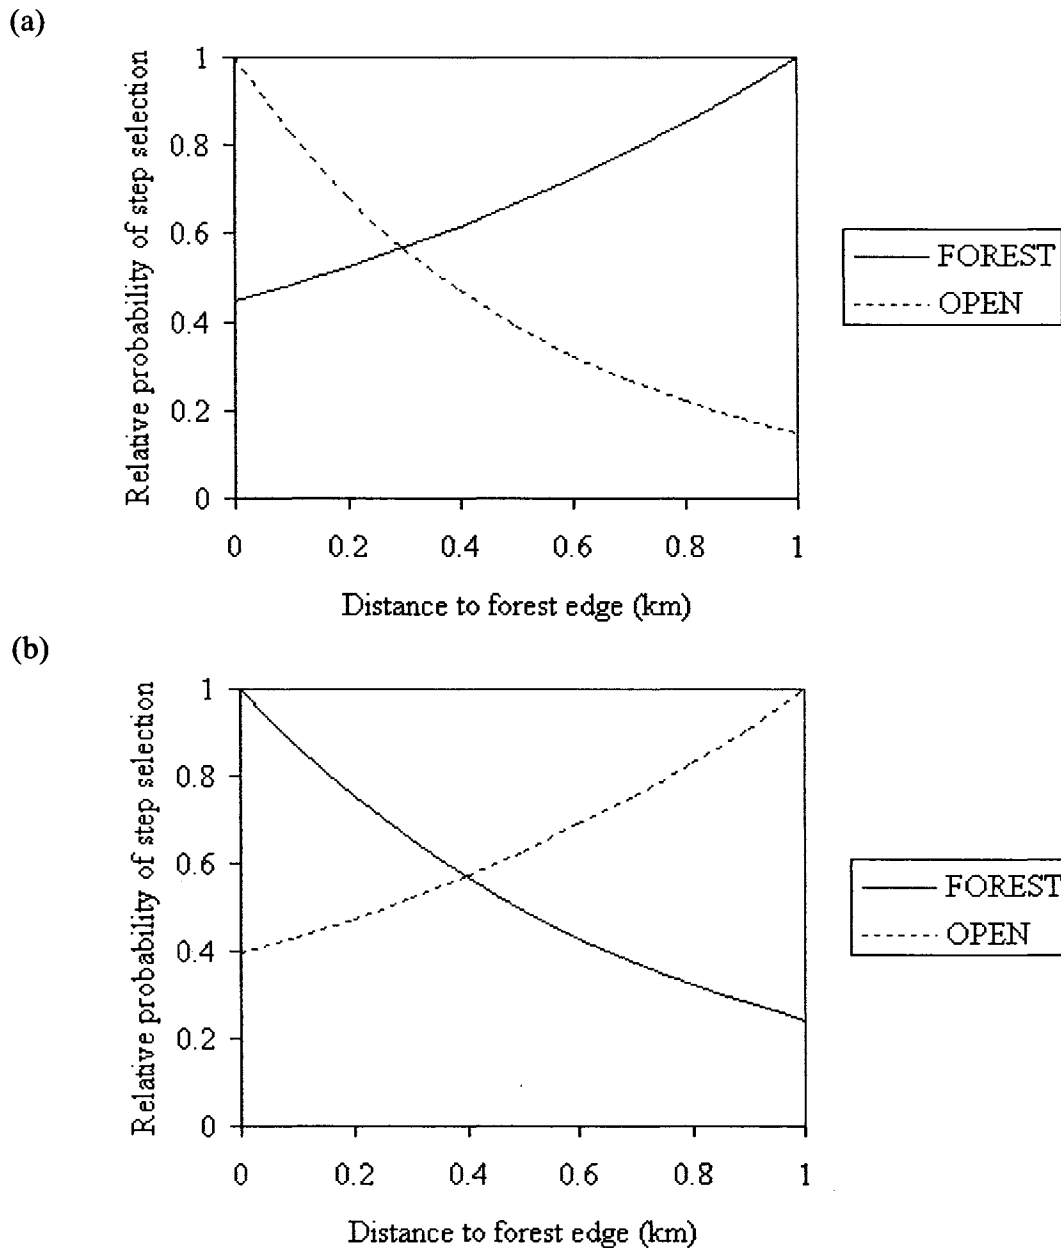 (a)
Relative probability of step selection
1
0.8
0.6
0.4
0.2
0
0 0.2 0.4 0.6 0.8 1
Distance to forest edge (km)
FOREST
OPEN
(b)
Relative probability of step selection
1
0.8
0.6
0.4
0.2
0
0 0.2 0.4 0.6 0.8 1
Distance to forest edge (km)
FOREST
OPEN